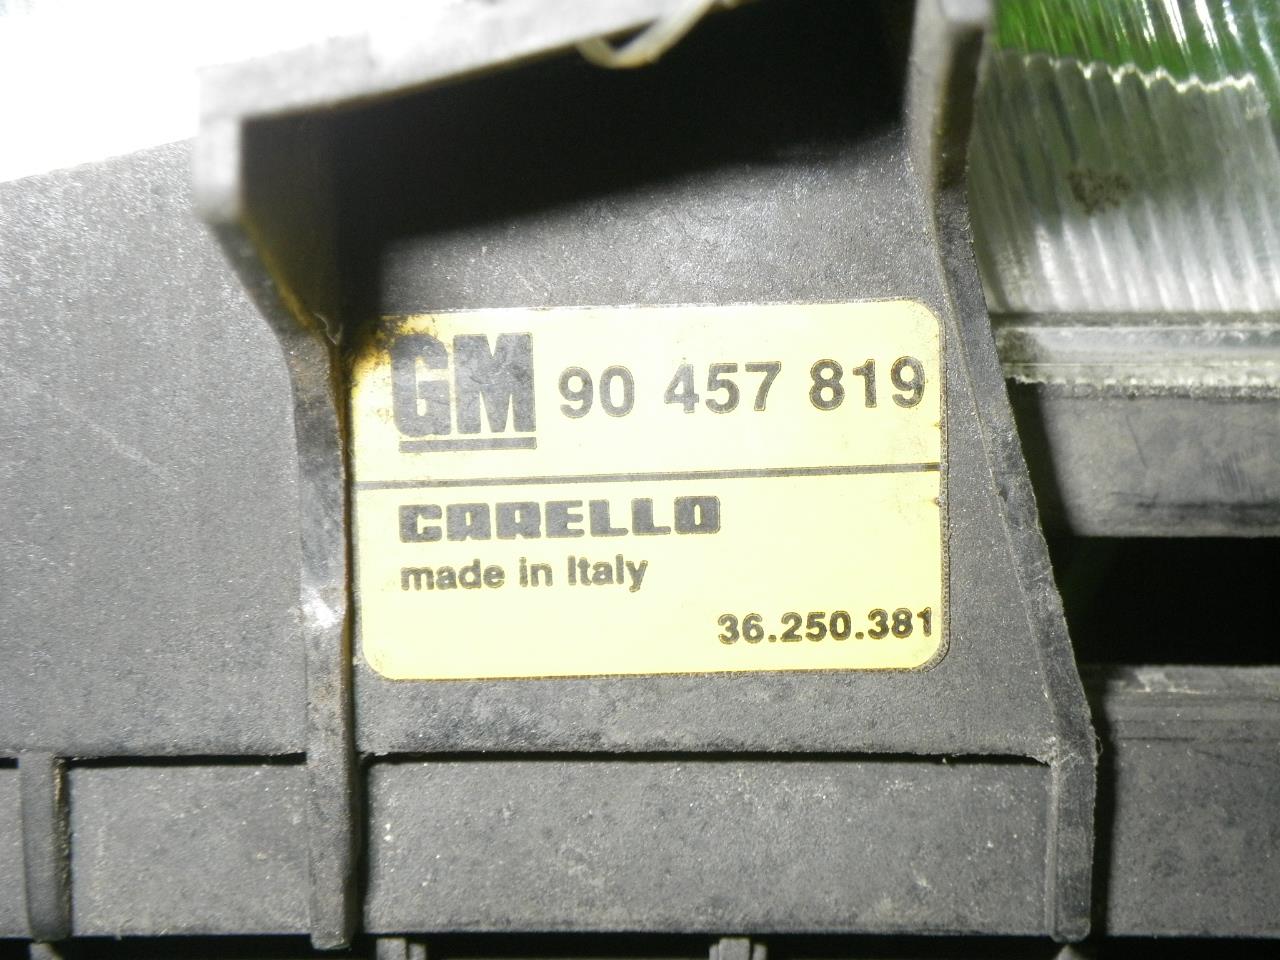 GM 90 457 819
CARELLO
made in Italy
36.250.381